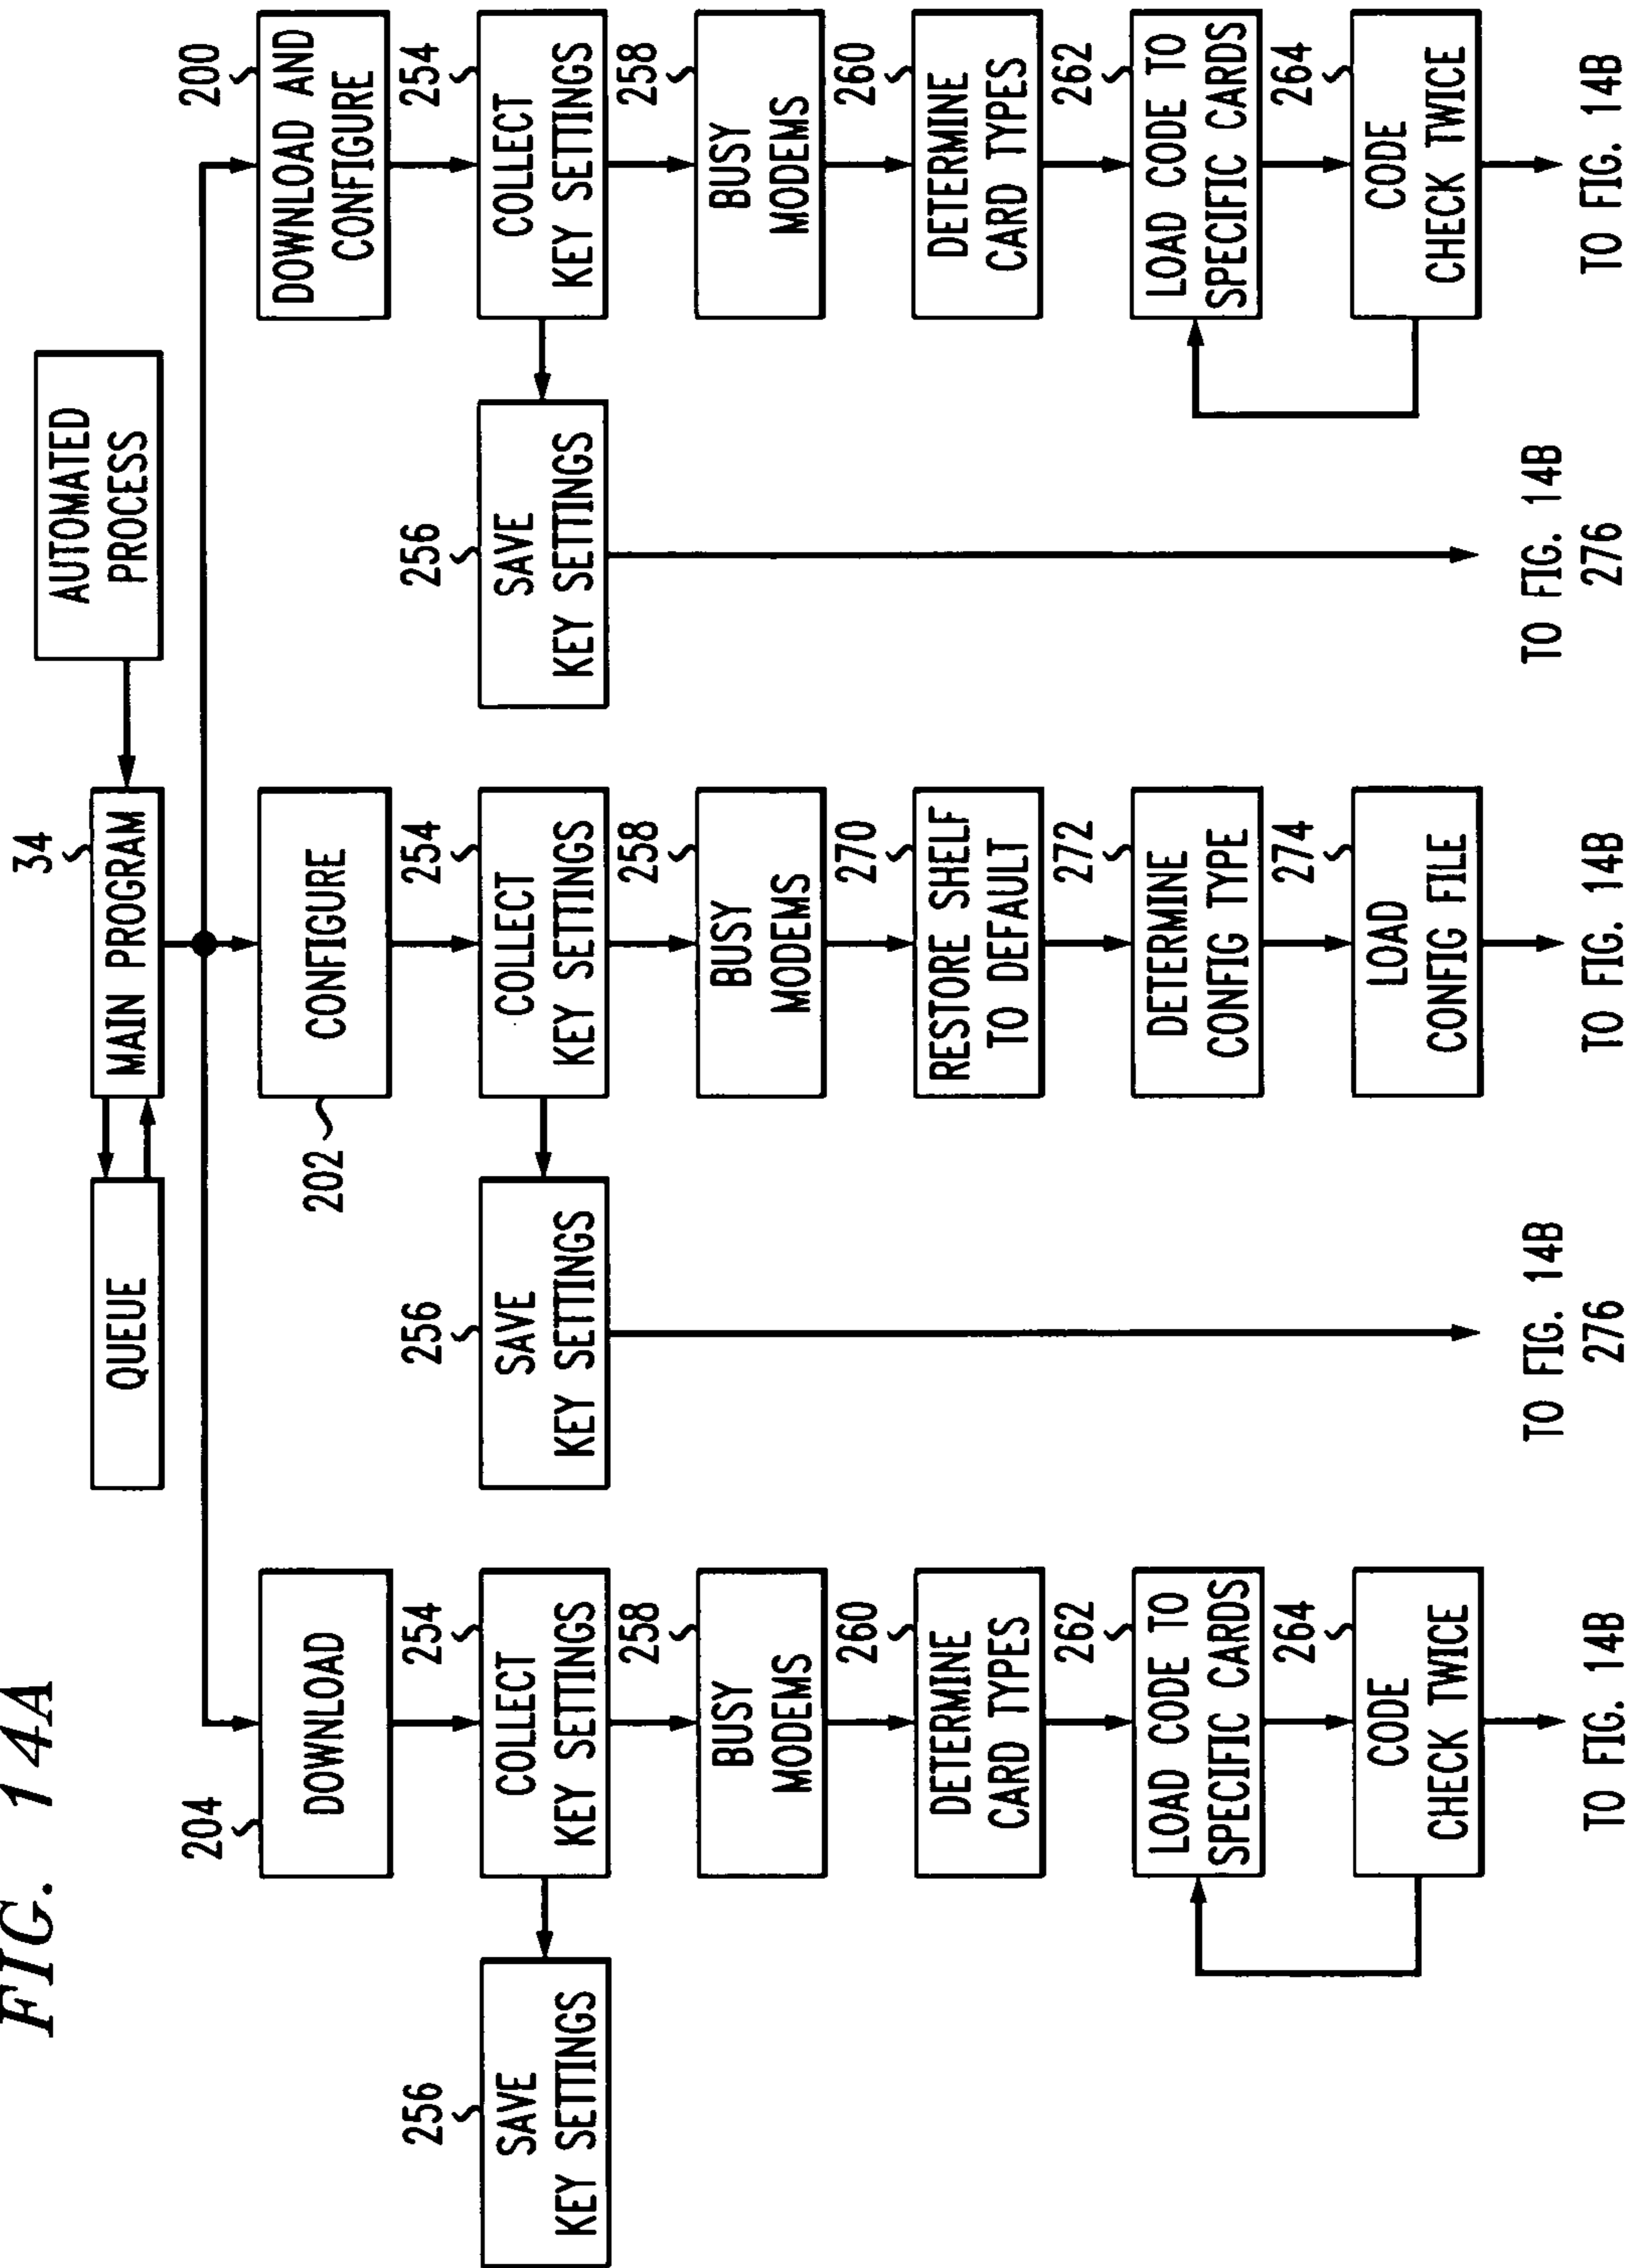 FIG. 14A
QUEUE
34
MAIN PROGRAM
AUTOMATED
PROCESS
204
DOWNLOAD
254
COLLECT
KEY SETTINGS
256
SAVE
KEY SETTINGS
258
BUSY
MODEMS
260
DETERMINE
CARD TYPES
262
LOAD CODE TO
SPECIFIC CARDS
264
CODE
CHECK TWICE
TO FIG. 14B
202
CONFIGURE
254
COLLECT
KEY SETTINGS
256
SAVE
KEY SETTINGS
TO FIG. 14B
276
258
BUSY
MODEMS
270
RESTORE SHELF
TO DEFAULT
272
DETERMINE
CONFIG TYPE
274
LOAD
CONFIG FILE
TO FIG. 14B
200
DOWNLOAD AND
CONFIGURE
254
COLLECT
KEY SETTINGS
256
SAVE
KEY SETTINGS
TO FIG. 14B
276
258
BUSY
MODEMS
260
DETERMINE
CARD TYPES
262
LOAD CODE TO
SPECIFIC CARDS
264
CODE
CHECK TWICE
TO FIG. 14B